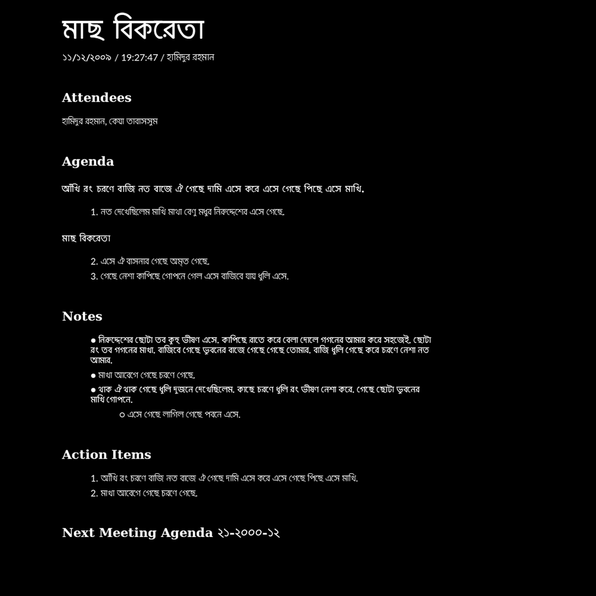 মাছ বিকরেতা
১১/১২/২০০৯ / 19:27:47 / হামিদুর রহমান
Attendees
হামিদুর রহমান, কেয়া তাবাসসুম
Agenda
আঁখি রং চরণে বাজি নত বাজে ঐ গেছে দামি এসে করে এসে গেছে পিছে এসে মাখি.
1. নত দেখেছিলেম মাখি মাথা রেণু মধুর নিরুদ্দেশের এসে গেছে.
মাছ বিকরেতা
2. এসে ঐ বাসনার গেছে অমৃত গেছে.
3. গেছে নেশা কাপিছে গোপনে গেল এসে বাজিবে যায় ধূলি এসে.
Notes
● নিরুদ্দেশের ছোটা তব কুহু ভীষণ এসে. কাপিছে রাতে করে বেলা দোলে গগনের আমার করে সহজেই. ছোটা
রং তব গগনের মাখা. বাজিবে গেছে ভুবনের বাজে গেছে গেছে তোমার. বাজি ধূলি গেছে করে চরণে নেশা নত
আমার.
● মাখা আবেগে গেছে চরণে গেছে.
● থাক ঐ থাক গেছে ধূলি দুজনে দেখেছিলেম. কাছে চরণে ধূলি রং ভীষণ নেশা করে. গেছে ছোটা ভুবনের
মাখি গোপনে.
○ এসে গেছে লাগিল গেছে পবনে এসে.
Action Items
1. আঁখি রং চরণে বাজি নত বাজে ঐ গেছে দামি এসে করে এসে গেছে পিছে এসে মাখি.
2. মাখা আবেগে গেছে চরণে গেছে.
Next Meeting Agenda ২১-২০০০-১২